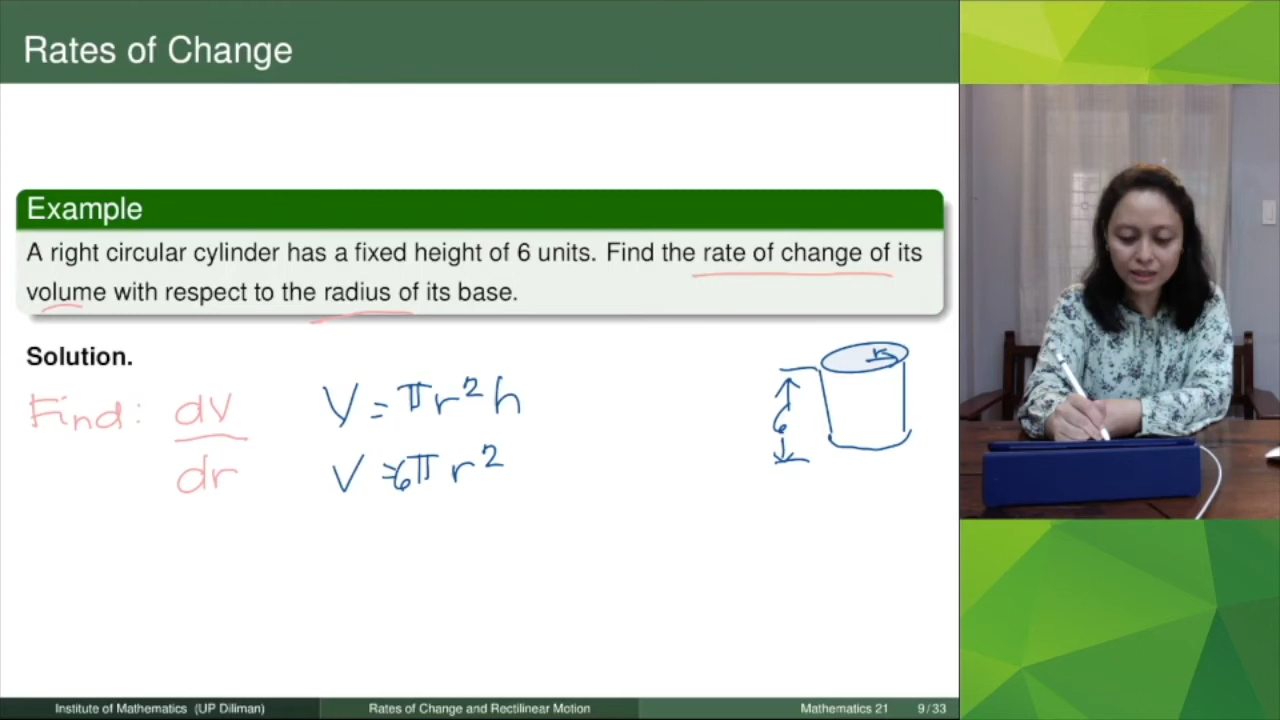 Rates of Change
Example
A right circular cylinder has a fixed height of 6 units. Find the rate of change of its
volume with respect to the radius of its base.
Solution.
Find: dV
dr
V = πr²h
V = 6πr²
r
6
Institute of Mathematics (UP Diliman) Rates of Change and Rectilinear Motion Mathematics 21 9 / 33